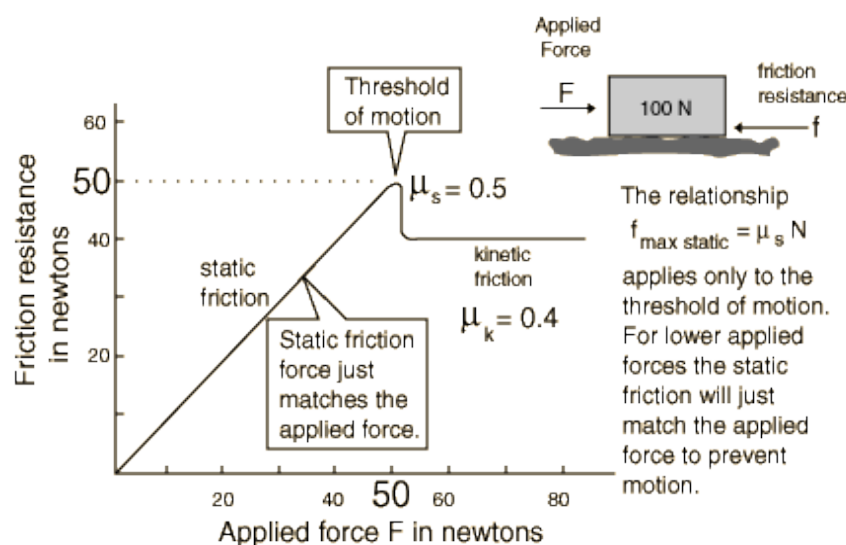 Applied
Force
F
100 N
friction
resistance
f
Threshold
of motion
Friction resistance
in newtons
60
50
40
20
μs = 0.5
static
friction
kinetic
friction
μk = 0.4
Static friction
force just
matches the
applied force.
20
40
50
60
80
Applied force F in newtons
The relationship
f max static = μs N
applies only to the
threshold of motion.
For lower applied
forces the static
friction will just
match the applied
force to prevent
motion.